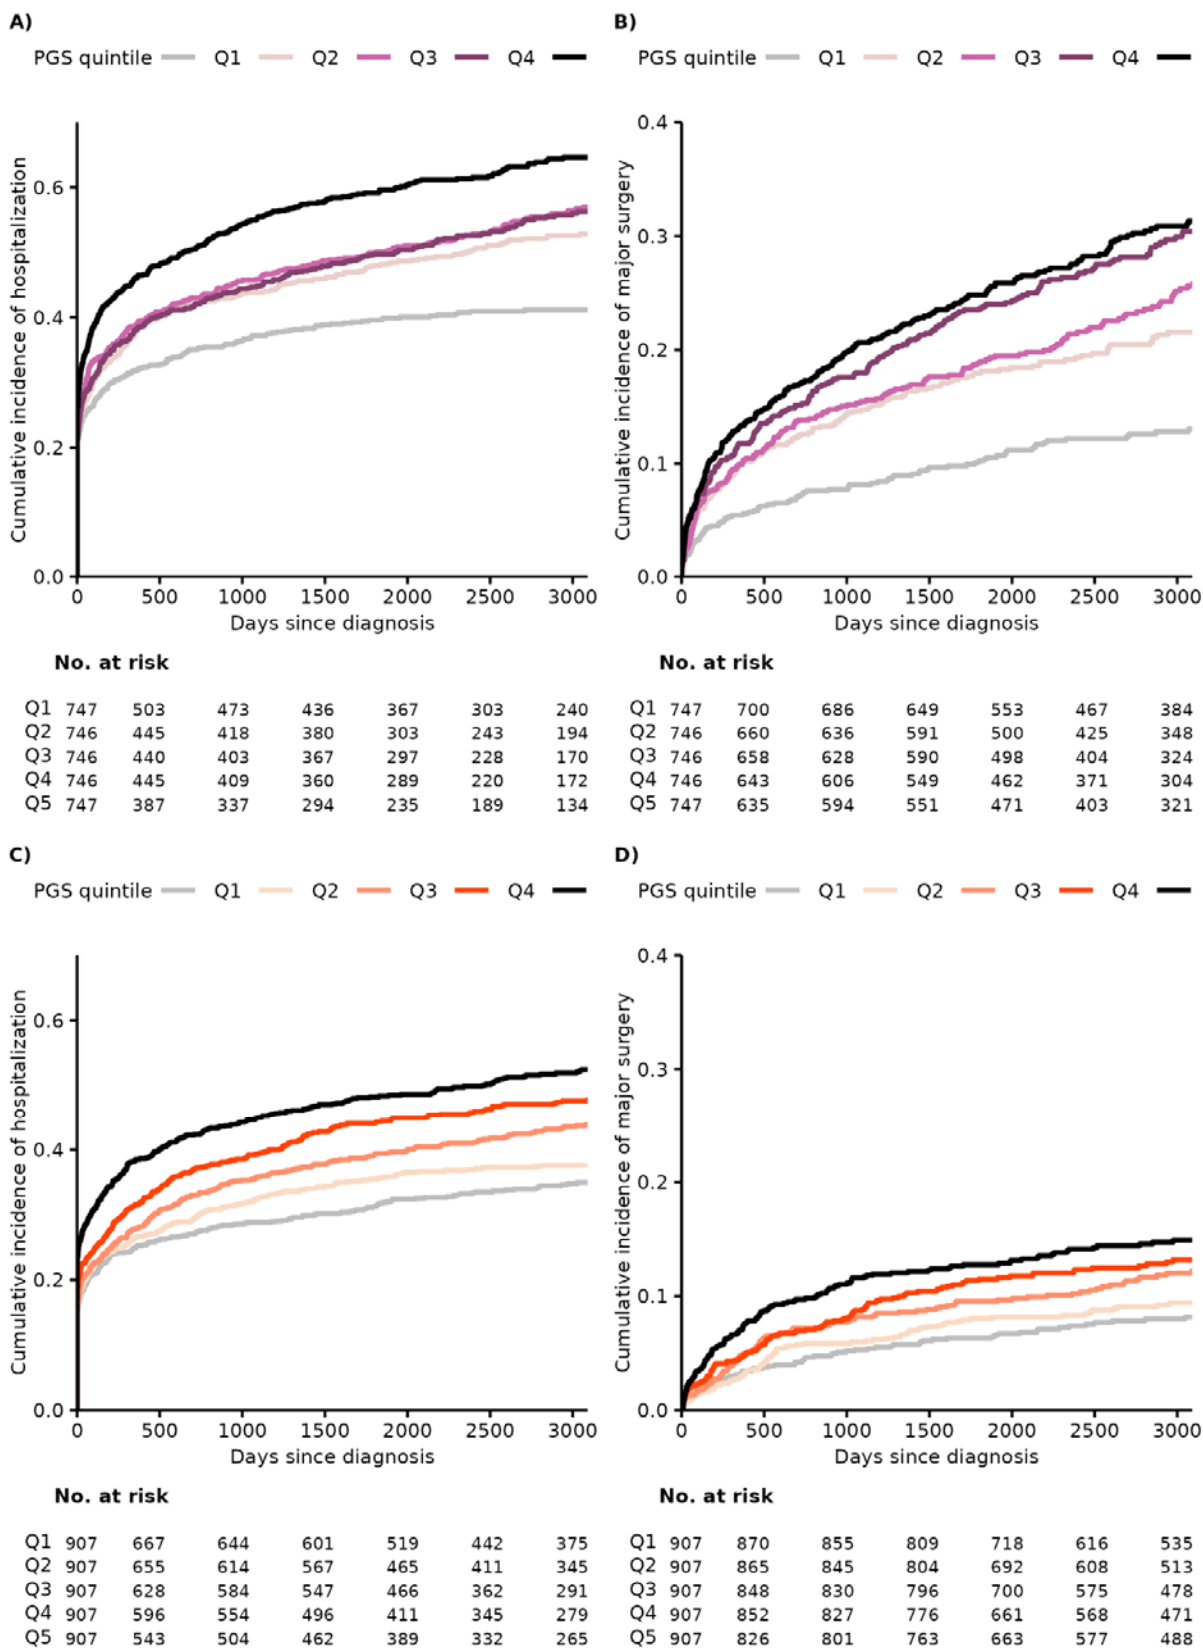 A)
PGS quintile Q1 Q2 Q3 Q4
Cumulative incidence of hospitalization
0.6
0.4
0.2
0.0
0 500 1000 1500 2000 2500 3000
Days since diagnosis
No. at risk
Q1 747 503 473 436 367 303 240
Q2 746 445 418 380 303 243 194
Q3 746 440 403 367 297 228 170
Q4 746 445 409 360 289 220 172
Q5 747 387 337 294 235 189 134
B)
PGS quintile Q1 Q2 Q3 Q4
Cumulative incidence of major surgery
0.4
0.3
0.2
0.1
0.0
0 500 1000 1500 2000 2500 3000
Days since diagnosis
No. at risk
Q1 747 700 686 649 553 467 384
Q2 746 660 636 591 500 425 348
Q3 746 658 628 590 498 404 324
Q4 746 643 606 549 462 371 304
Q5 747 635 594 551 471 403 321
C)
PGS quintile Q1 Q2 Q3 Q4
Cumulative incidence of hospitalization
0.6
0.4
0.2
0.0
0 500 1000 1500 2000 2500 3000
Days since diagnosis
No. at risk
Q1 907 667 644 601 519 442 375
Q2 907 655 614 567 465 411 345
Q3 907 628 584 547 466 362 291
Q4 907 596 554 496 411 345 279
Q5 907 543 504 462 389 332 265
D)
PGS quintile Q1 Q2 Q3 Q4
Cumulative incidence of major surgery
0.4
0.3
0.2
0.1
0.0
0 500 1000 1500 2000 2500 3000
Days since diagnosis
No. at risk
Q1 907 870 855 809 718 616 535
Q2 907 865 845 804 692 608 513
Q3 907 848 830 796 700 575 478
Q4 907 852 827 776 661 568 471
Q5 907 826 801 763 663 577 488